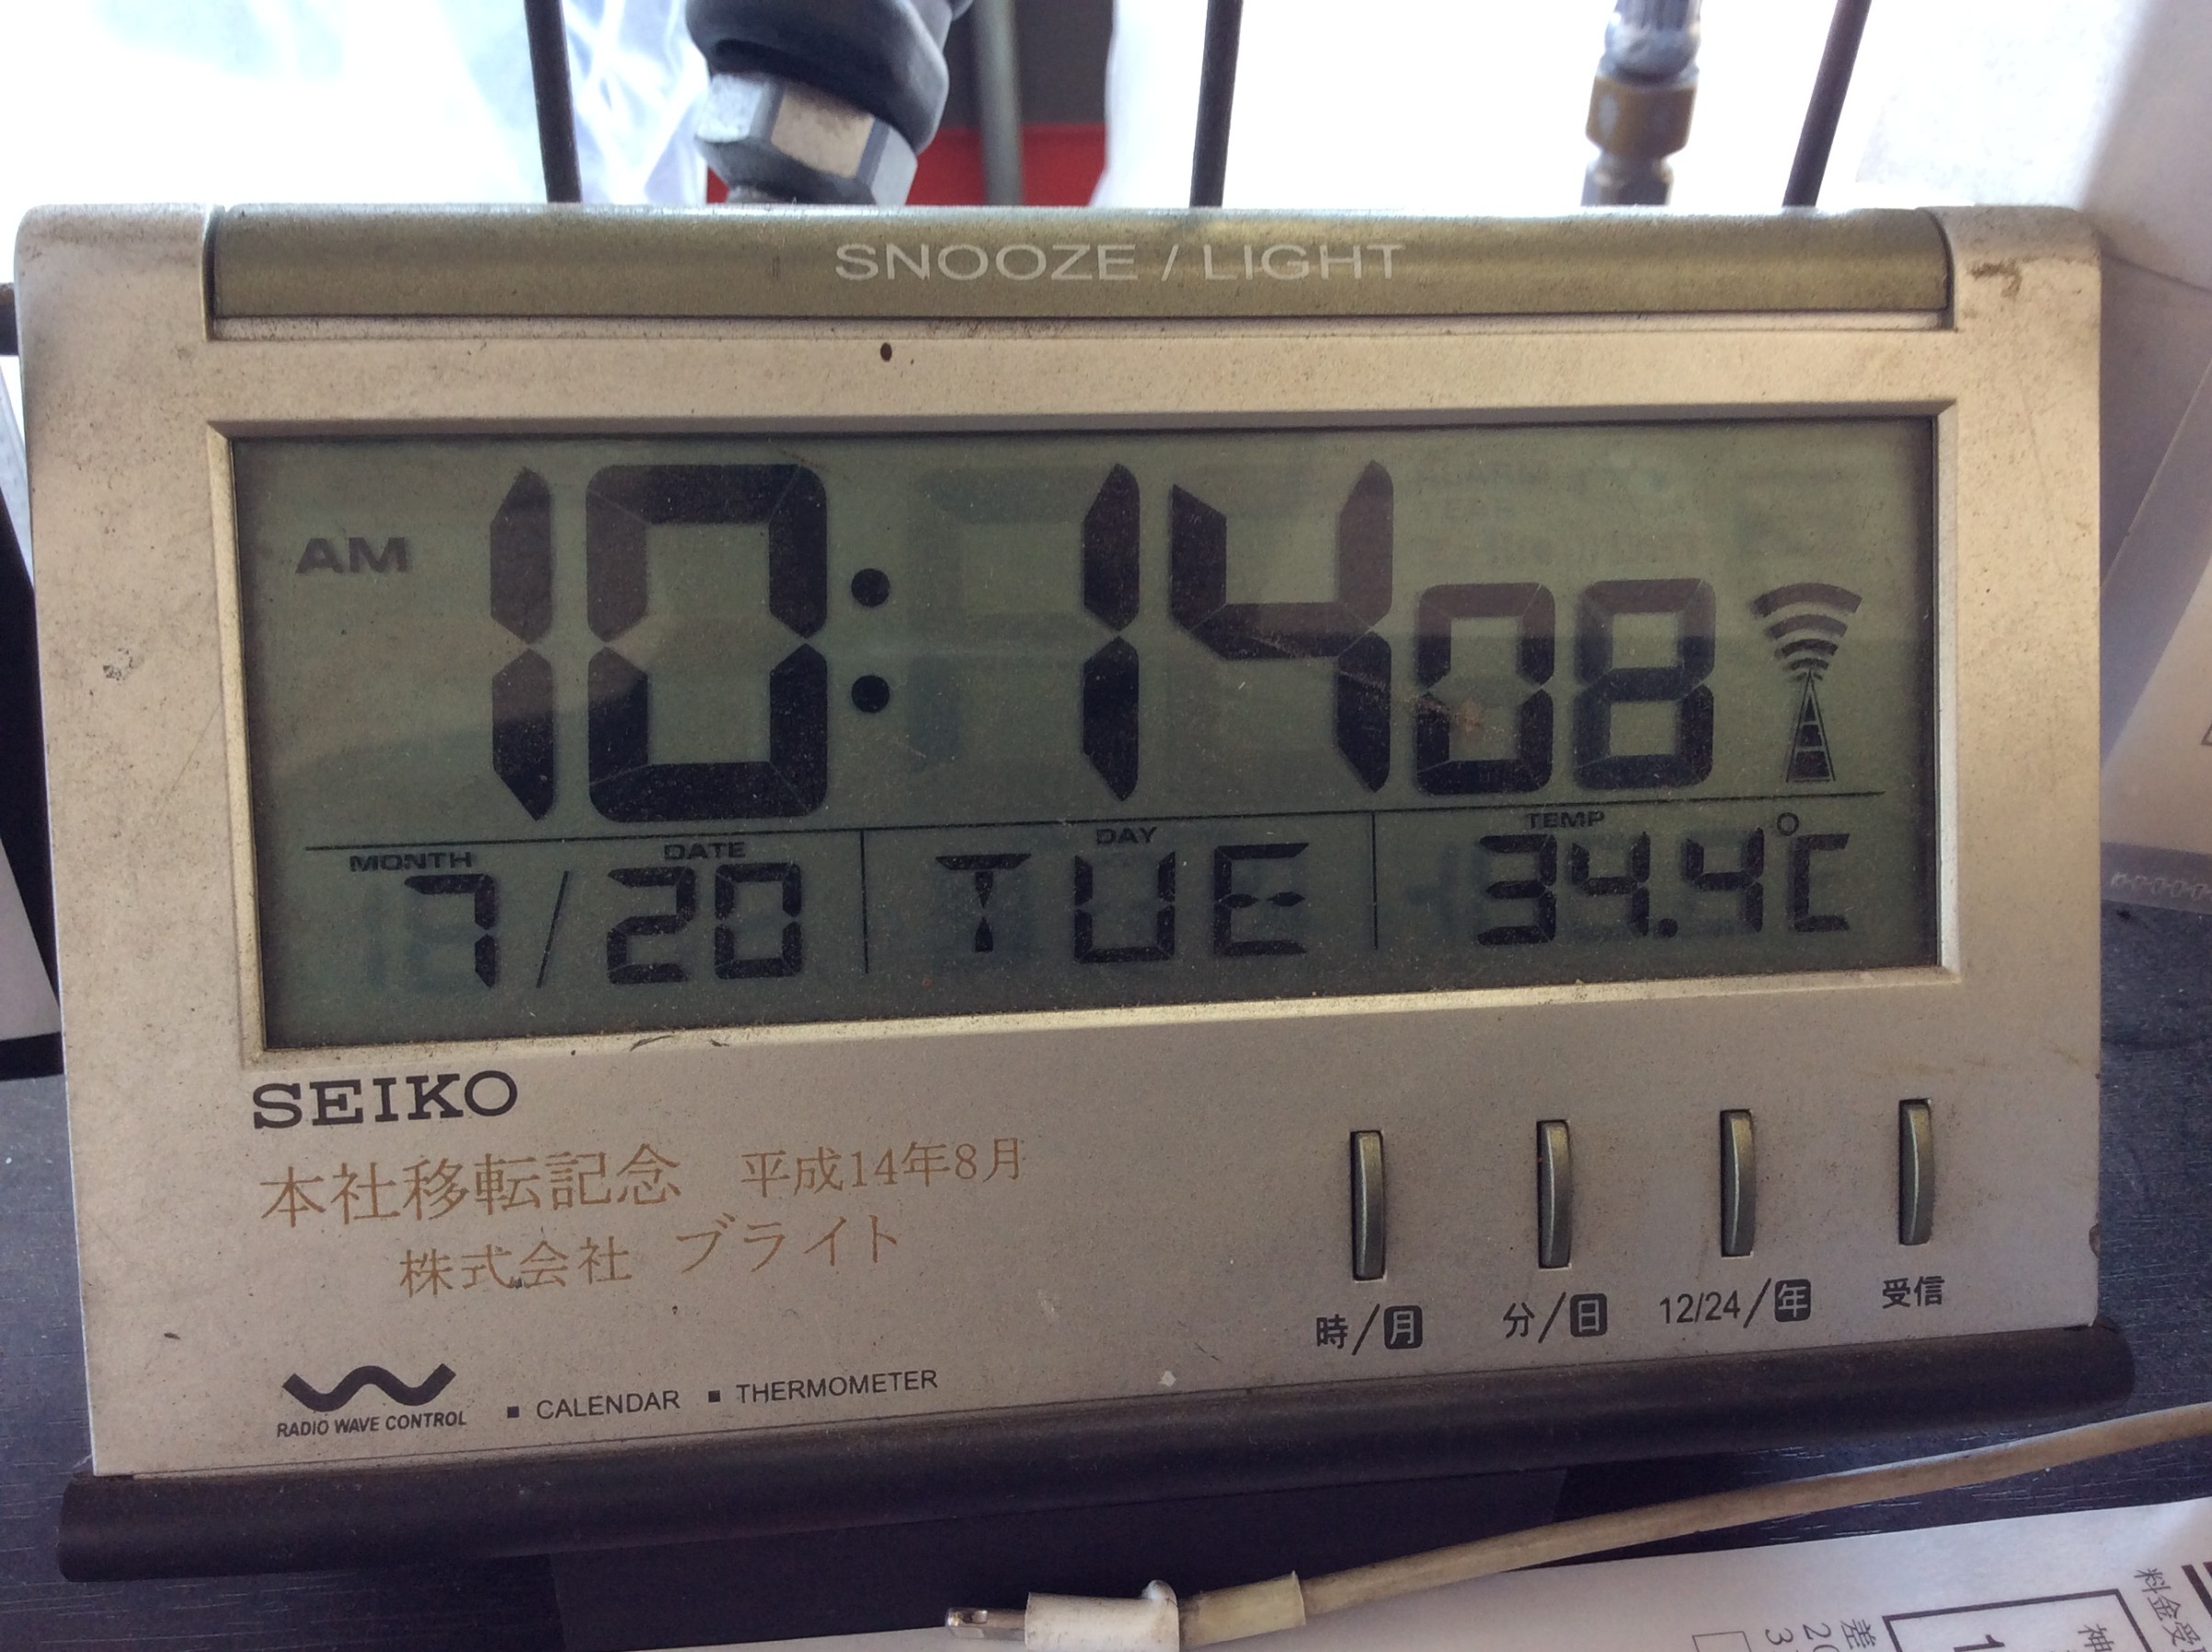 SNOOZE / LIGHT
AM 10:14 08
MONTH DATE DAY TEMP
7/20 TUE 34.4°C
SEIKO
本社移転記念 平成14年8月
株式会社 ブライト
時/月 分/日 12/24/年 受信
RADIO WAVE CONTROL ■ CALENDAR ■ THERMOMETER